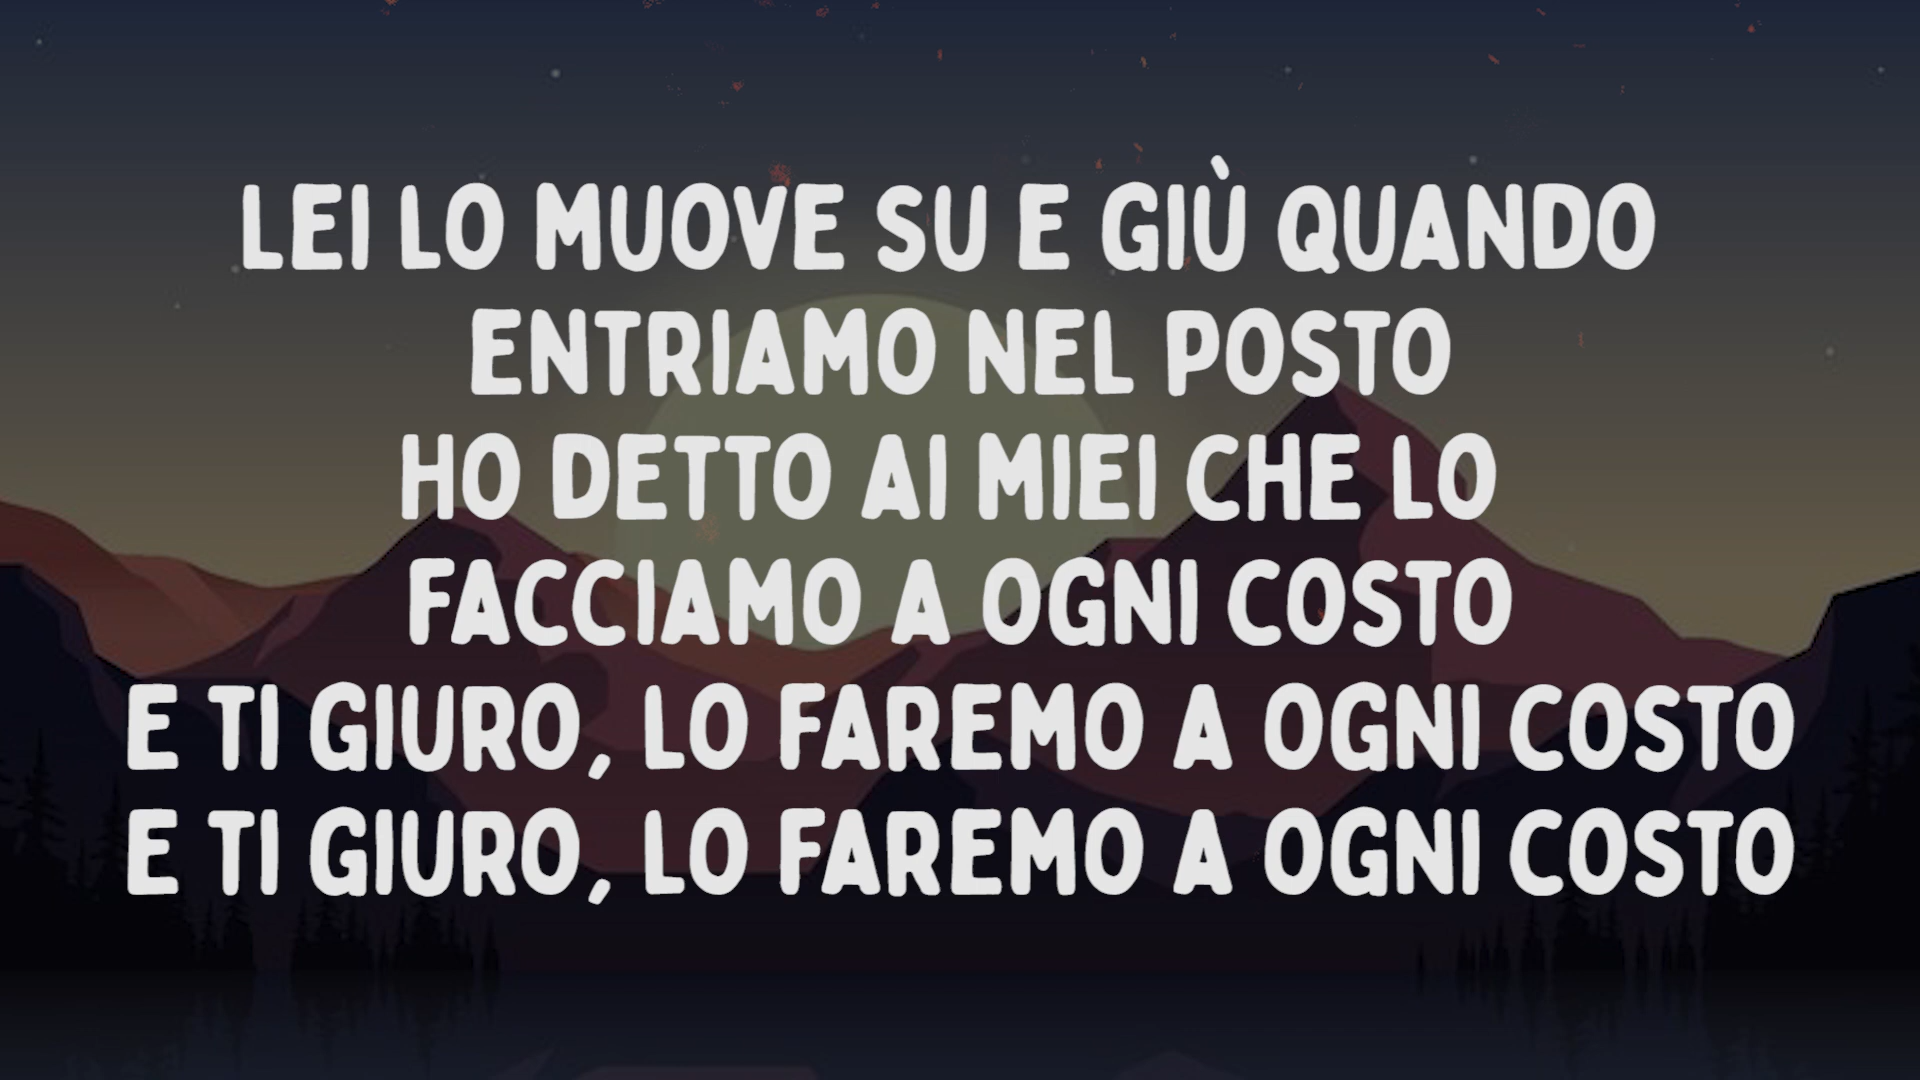 LEI LO MUOVE SU E GIÙ QUANDO
ENTRIAMO NEL POSTO
HO DETTO AI MIEI CHE LO
FACCIAMO A OGNI COSTO
E TI GIURO, LO FAREMO A OGNI COSTO
E TI GIURO, LO FAREMO A OGNI COSTO